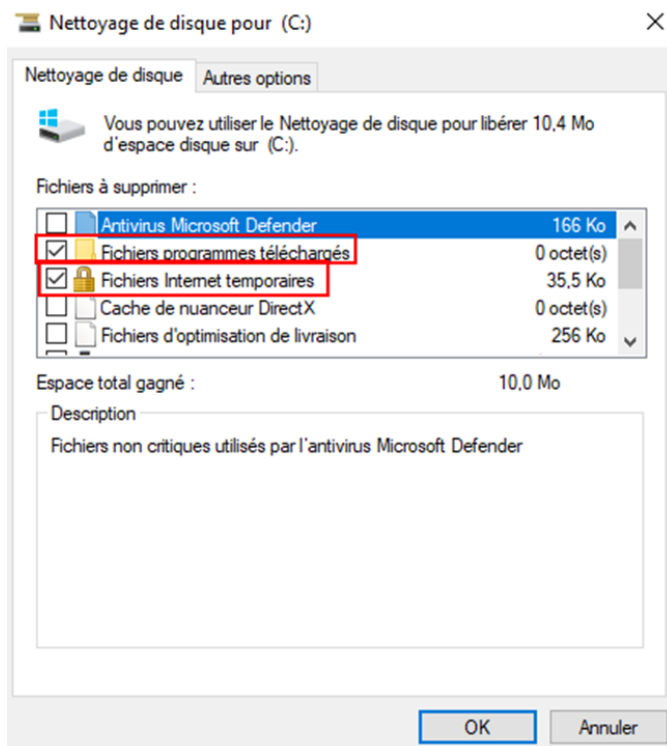 Nettoyage de disque pour (C:)
Nettoyage de disque
Autres options
Vous pouvez utiliser le Nettoyage de disque pour libérer 10,4 Mo
d'espace disque sur (C:).
Fichiers à supprimer :
Antivirus Microsoft Defender 166 Ko
Fichiers programmes téléchargés 0 octet(s)
Fichiers Internet temporaires 35,5 Ko
Cache de nuanceur DirectX 0 octet(s)
Fichiers d'optimisation de livraison 256 Ko
Espace total gagné : 10,0 Mo
Description
Fichiers non critiques utilisés par l'antivirus Microsoft Defender
OK
Annuler